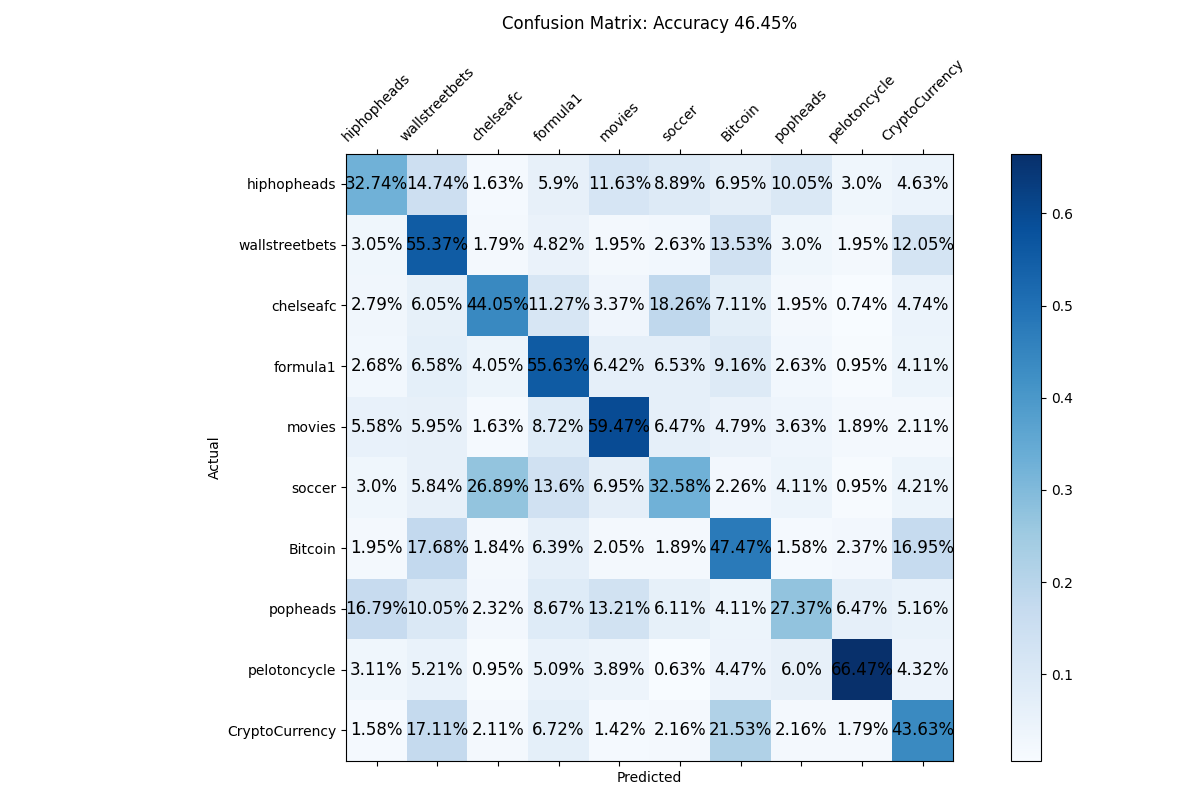 Confusion Matrix: Accuracy 46.45%
hiphopheads wallstreetbets chelseafc formula1 movies soccer Bitcoin popheads pelotoncycle CryptoCurrency
hiphopheads 32.74% 14.74% 1.63% 5.9% 11.63% 8.89% 6.95% 10.05% 3.0% 4.63%
wallstreetbets 3.05% 55.37% 1.79% 4.82% 1.95% 2.63% 13.53% 3.0% 1.95% 12.05%
0.6
chelseafc 2.79% 6.05% 44.05% 11.27% 3.37% 18.26% 7.11% 1.95% 0.74% 4.74%
0.5
formula1 2.68% 6.58% 4.05% 55.63% 6.42% 6.53% 9.16% 2.63% 0.95% 4.11%
0.4
movies 5.58% 5.95% 1.63% 8.72% 59.47% 6.47% 4.79% 3.63% 1.89% 2.11%
Actual
soccer 3.0% 5.84% 26.89% 13.6% 6.95% 32.58% 2.26% 4.11% 0.95% 4.21%
0.3
Bitcoin 1.95% 17.68% 1.84% 6.39% 2.05% 1.89% 47.47% 1.58% 2.37% 16.95%
0.2
popheads 16.79% 10.05% 2.32% 8.67% 13.21% 6.11% 4.11% 27.37% 6.47% 5.16%
pelotoncycle 3.11% 5.21% 0.95% 5.09% 3.89% 0.63% 4.47% 6.0% 66.47% 4.32%
0.1
CryptoCurrency 1.58% 17.11% 2.11% 6.72% 1.42% 2.16% 21.53% 2.16% 1.79% 43.63%
Predicted